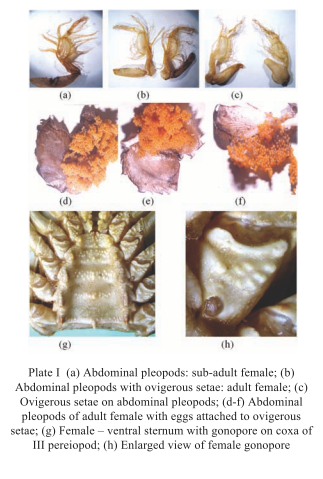 (a) (b) (c)
(d) (e) (f)
(g) (h)
Plate I (a) Abdominal pleopods: sub-adult female; (b)
Abdominal pleopods with ovigerous setae: adult female; (c)
Ovigerous setae on abdominal pleopods; (d-f) Abdominal
pleopods of adult female with eggs attached to ovigerous
setae; (g) Female – ventral sternum with gonopore on coxa of
III pereiopod; (h) Enlarged view of female gonopore